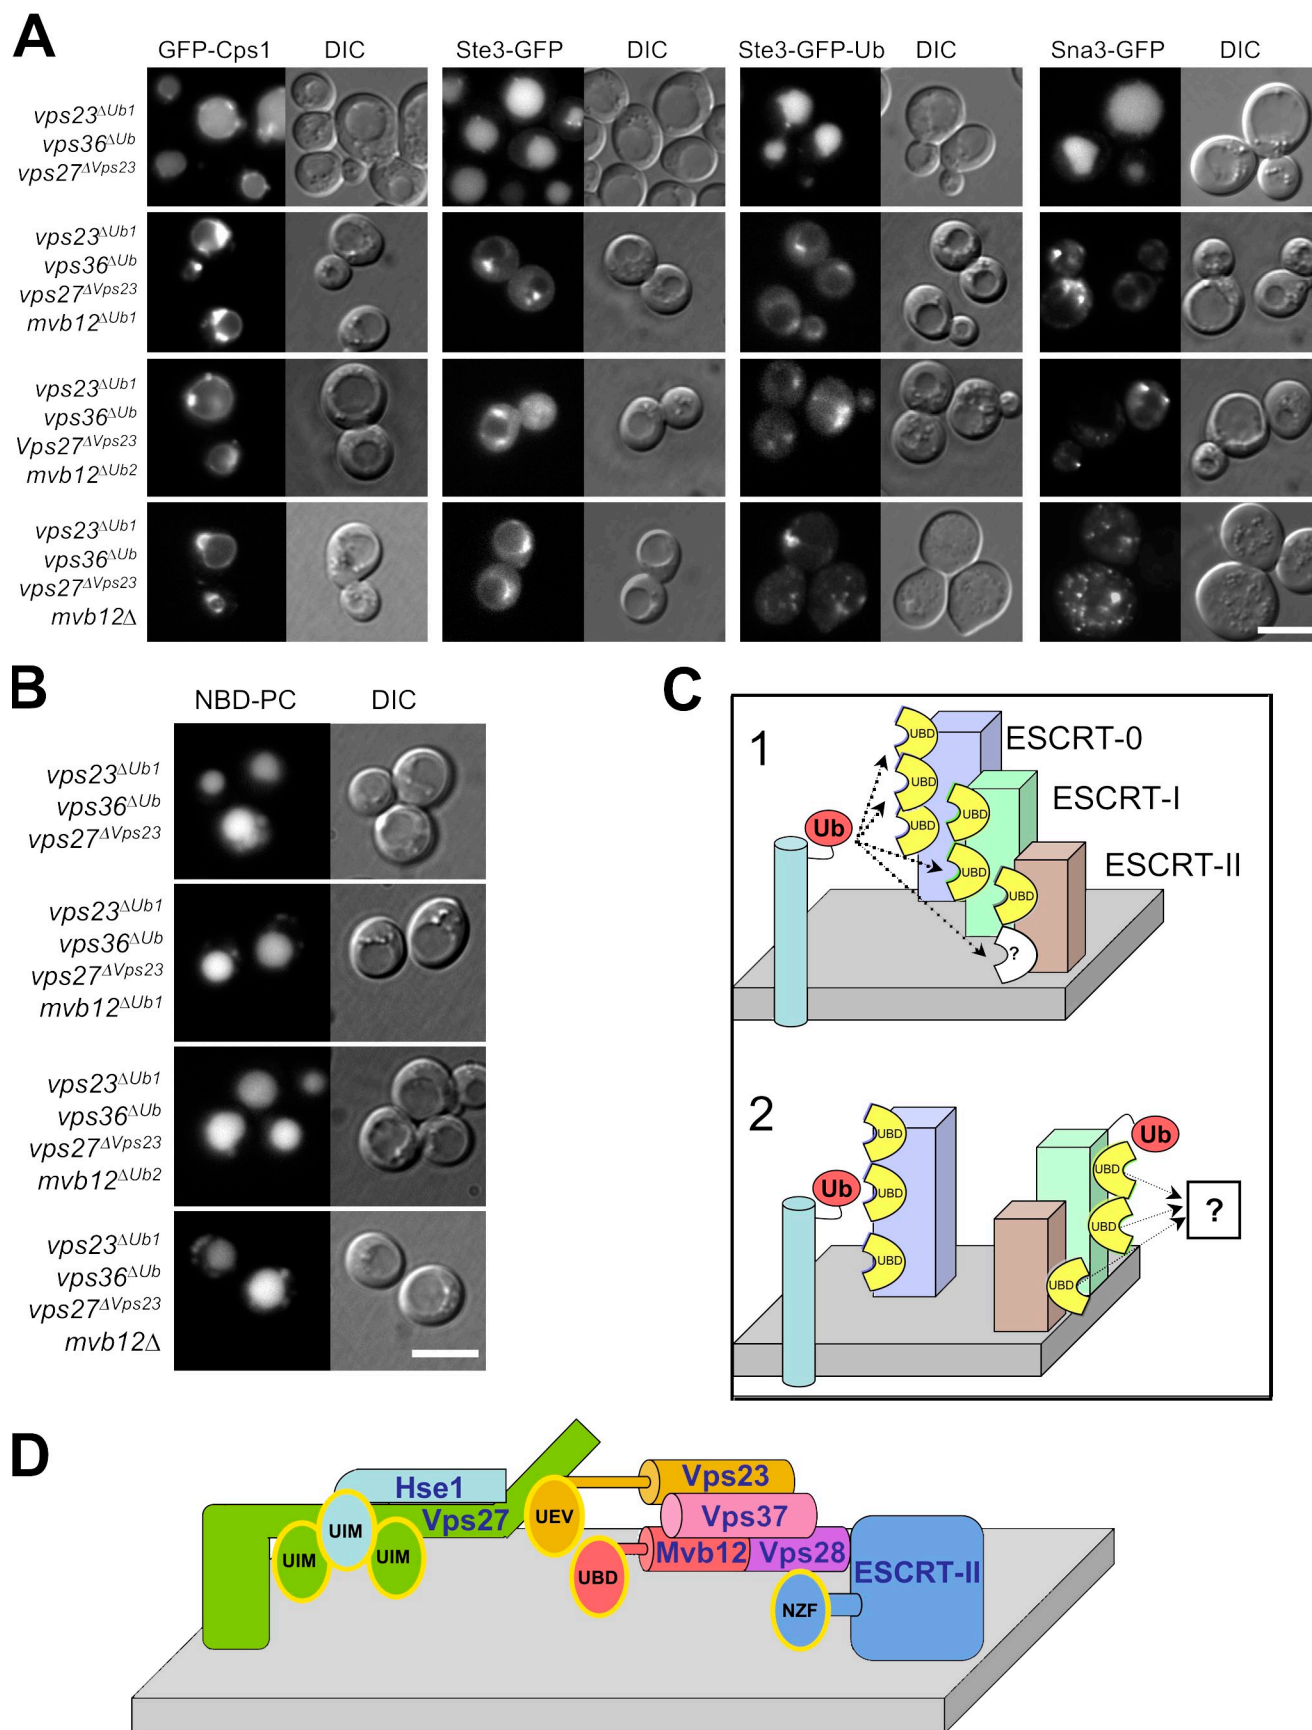 A
GFP-Cps1 DIC Ste3-GFP DIC Ste3-GFP-Ub DIC Sna3-GFP DIC
vps23ΔUb1
vps36ΔUb
vps27ΔVps23
vps23ΔUb1
vps36ΔUb
vps27ΔVps23
mvb12ΔUb1
vps23ΔUb1
vps36ΔUb
Vps27ΔVps23
mvb12ΔUb2
vps23ΔUb1
vps36ΔUb
vps27ΔVps23
mvb12Δ
B
NBD-PC DIC
vps23ΔUb1
vps36ΔUb
vps27ΔVps23
vps23ΔUb1
vps36ΔUb
vps27ΔVps23
mvb12ΔUb1
vps23ΔUb1
vps36ΔUb
vps27ΔVps23
mvb12ΔUb2
vps23ΔUb1
vps36ΔUb
vps27ΔVps23
mvb12Δ
C
1
UBD
ESCRT-0
UBD
ESCRT-I
UBD
UBD
Ub
ESCRT-II
UBD
UBD
?
2
UBD
Ub
UBD
Ub
UBD
?
UBD
UBD
UBD
D
Hse1
Vps27
UIM
UIM
UIM
UEV
UBD
Vps23
Vps37
Mvb12 Vps28
NZF
ESCRT-II